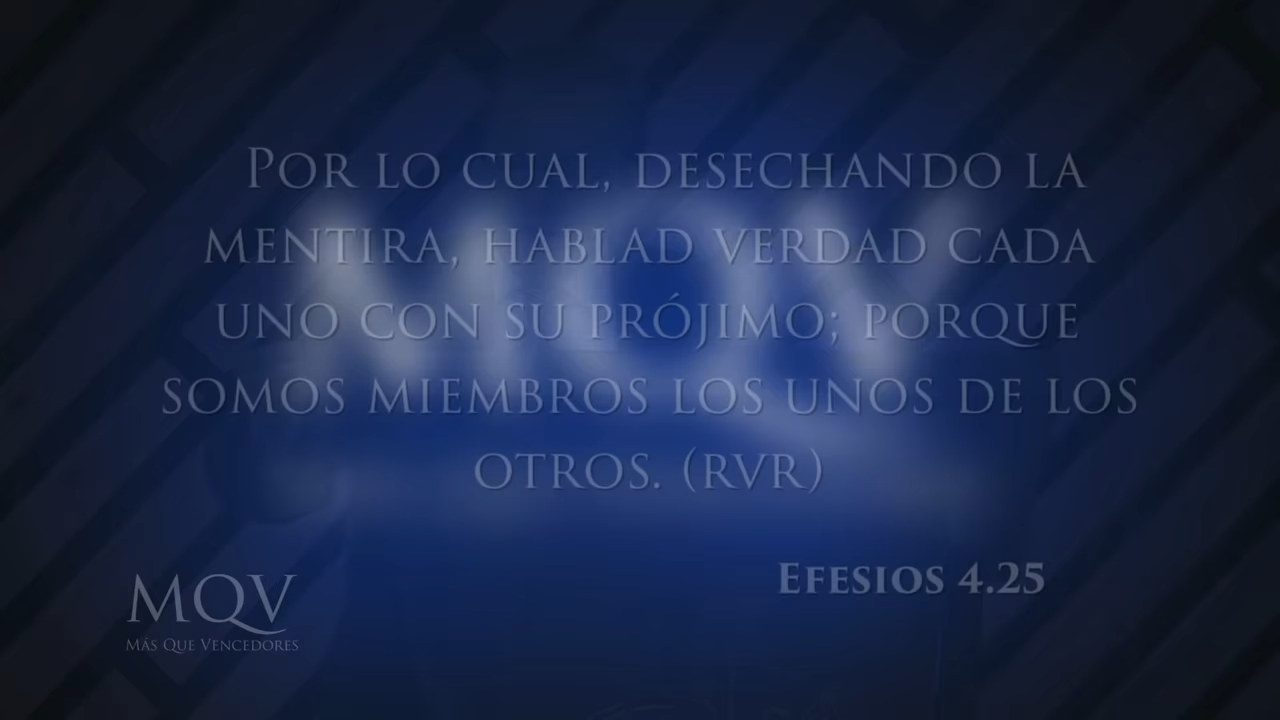 Por lo cual, desechando la
mentira, hablad verdad cada
uno con su prójimo; porque
somos miembros los unos de los
otros. (rvr)
Efesios 4.25
MQV
Más Que Vencedores
MQV